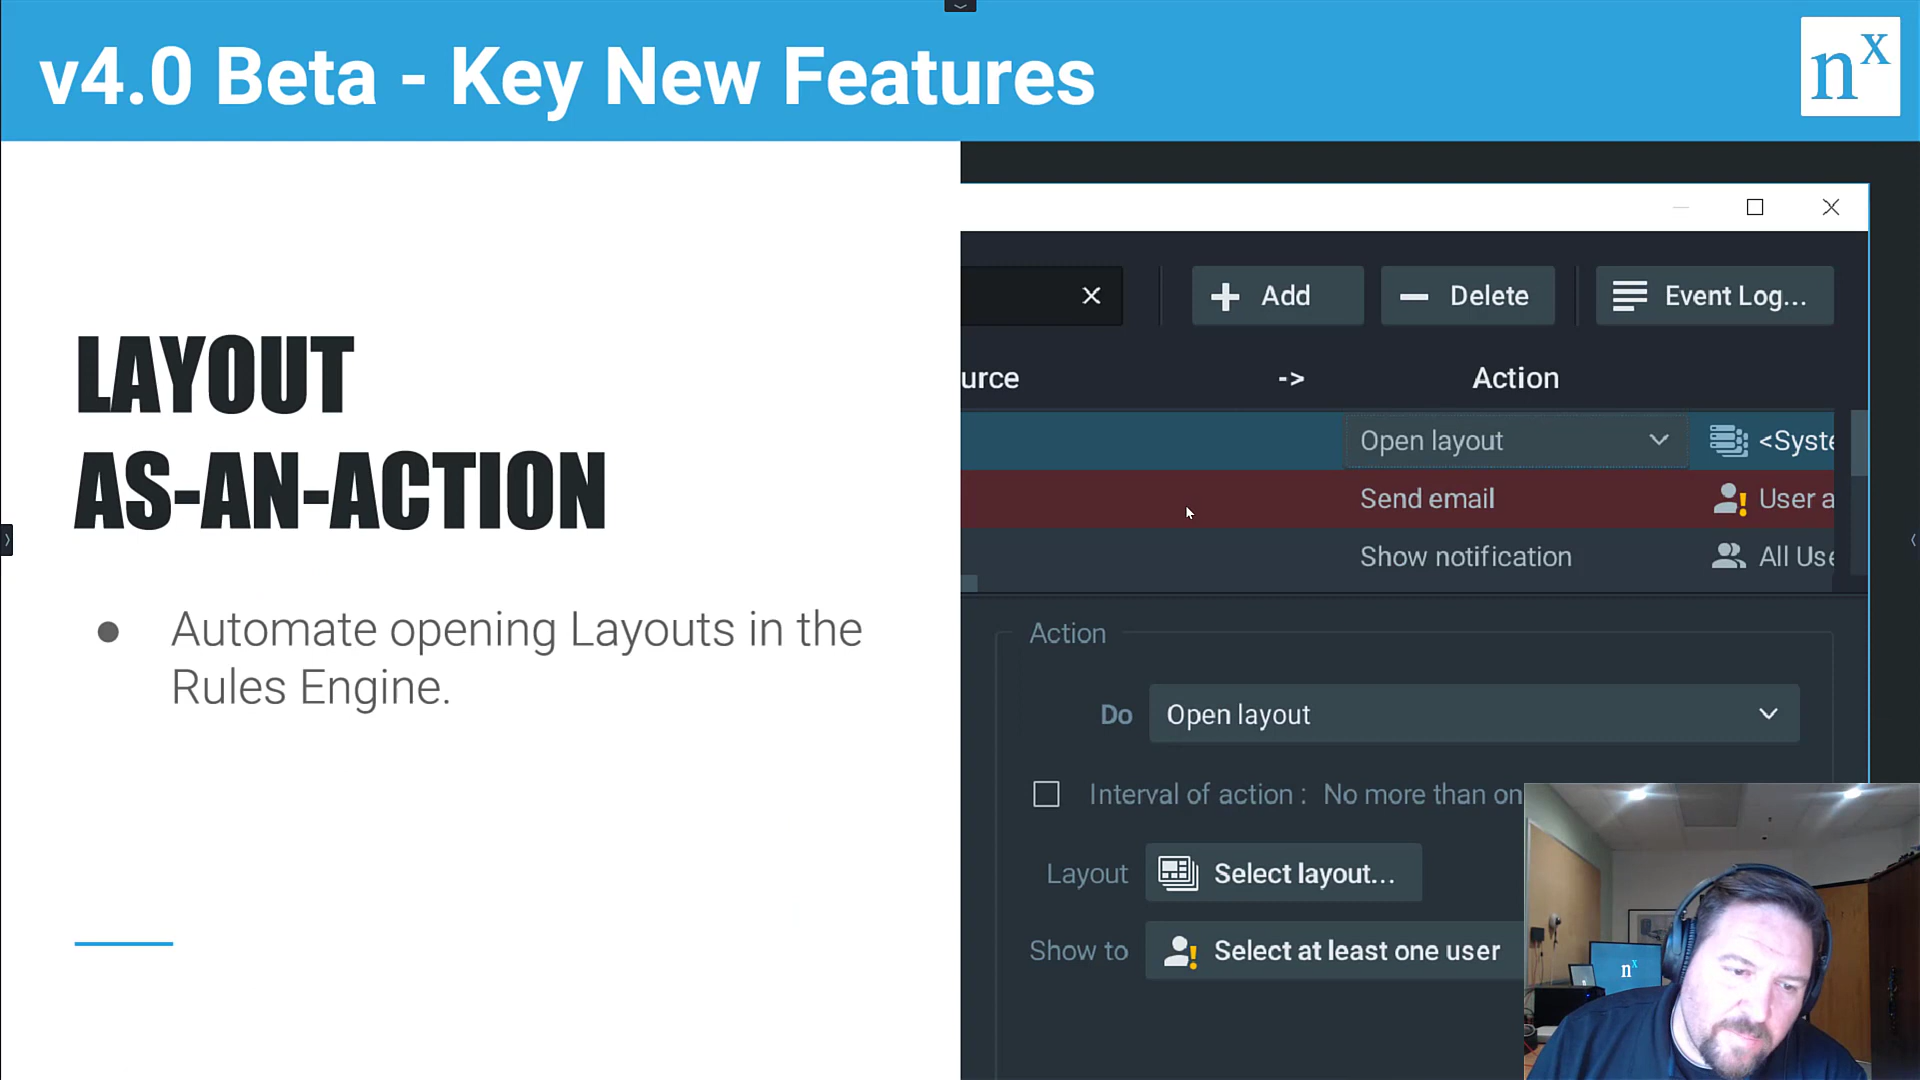 v4.0 Beta - Key New Features
nx
LAYOUT
AS-AN-ACTION
● Automate opening Layouts in the
Rules Engine.
Add
Delete
Event Log...
urce
->
Action
Open layout
<Syste
Send email
User a
Show notification
All Use
Action
Do
Open layout
Interval of action :
No more than on
Layout
Select layout...
Show to
Select at least one user
nx